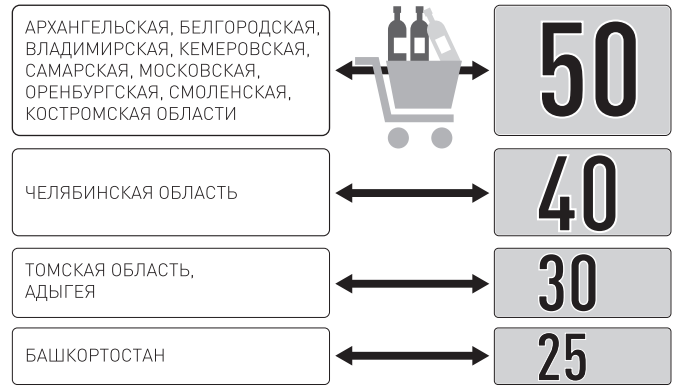 АРХАНГЕЛЬСКАЯ, БЕЛГОРОДСКАЯ,
ВЛАДИМИРСКАЯ, КЕМЕРОВСКАЯ,
САМАРСКАЯ, МОСКОВСКАЯ,
ОРЕНБУРГСКАЯ, СМОЛЕНСКАЯ,
КОСТРОМСКАЯ ОБЛАСТИ
50
ЧЕЛЯБИНСКАЯ ОБЛАСТЬ
40
ТОМСКАЯ ОБЛАСТЬ,
АДЫГЕЯ
30
БАШКОРТОСТАН
25